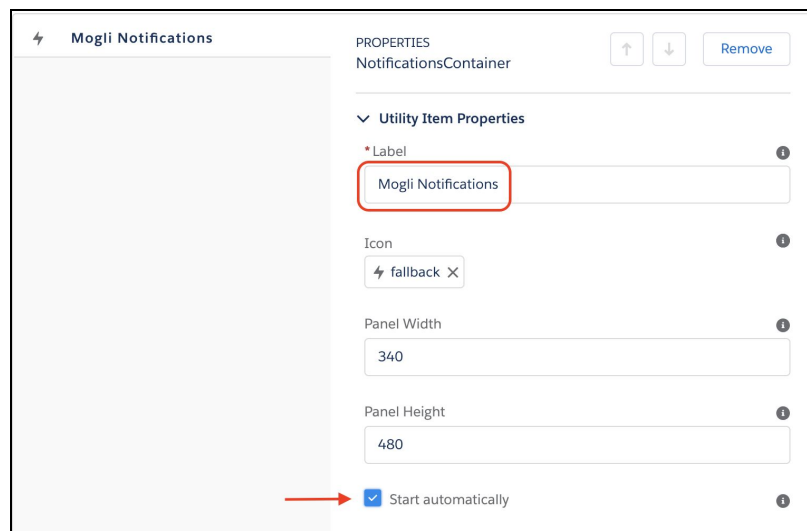 Mogli Notifications
PROPERTIES
NotificationsContainer
Remove
Utility Item Properties
*Label
Mogli Notifications
Icon
fallback
Panel Width
340
Panel Height
480
Start automatically